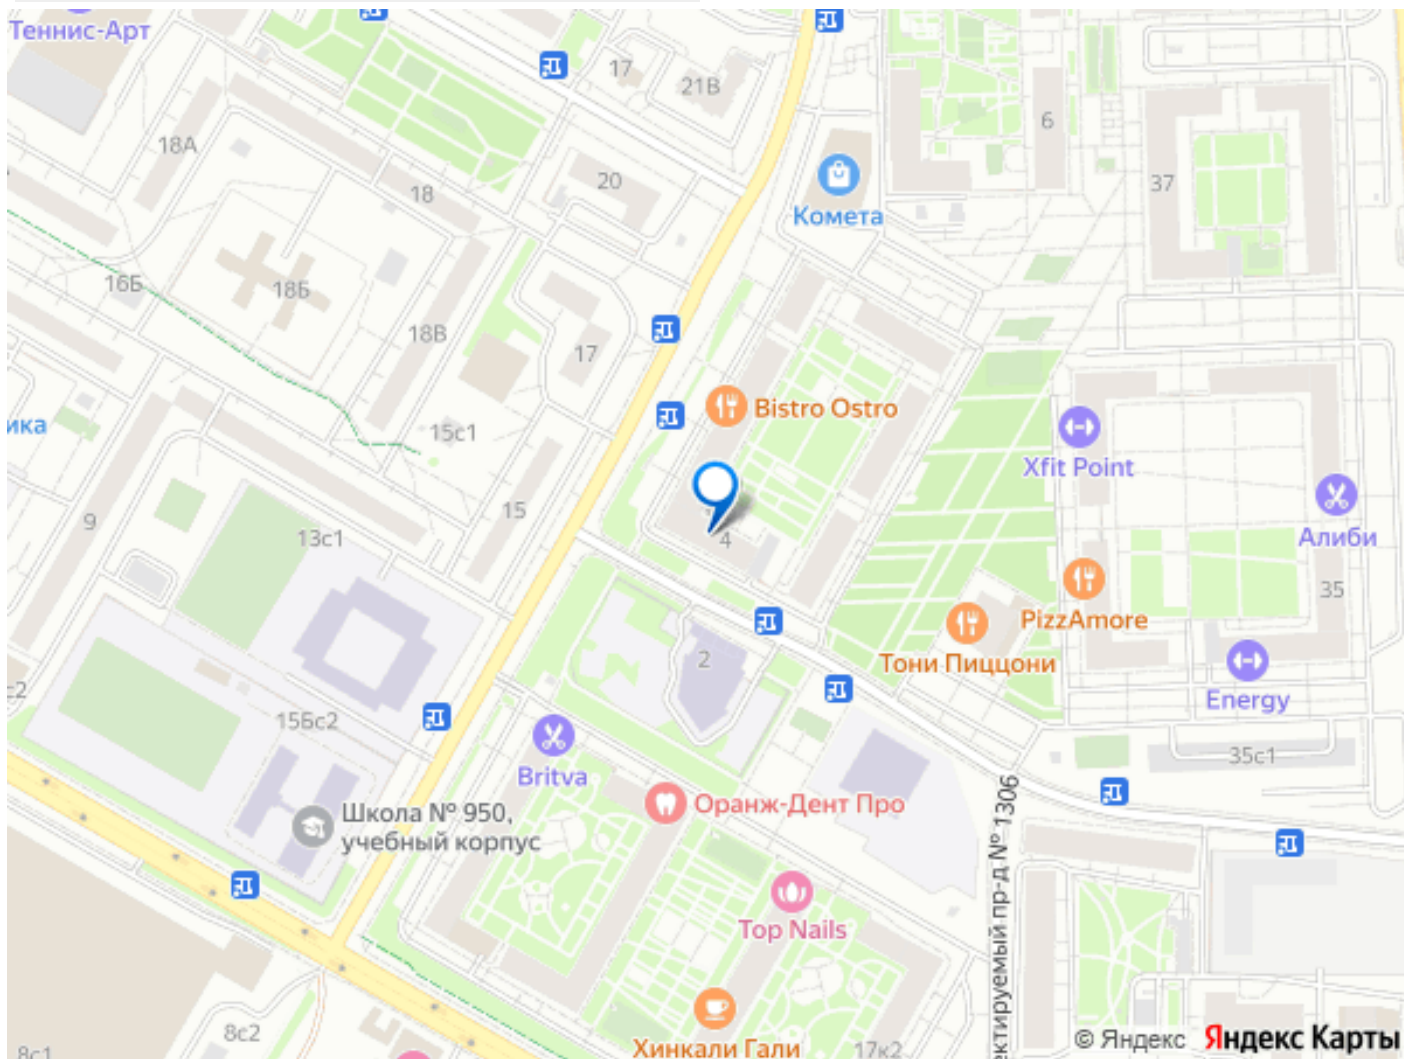 Теннис-Арт
17
21В
6
18А
18
20
37
Комета
16Б
18Б
18В
17
Bistro Ostro
ика
15с1
Xfit Point
9
15
13с1
4
Алиби
35
PizzAmore
2
Тони Пиццони
с2
Energy
15Бс2
35с1
Britva
Оранж-Дент Про
Школа № 950,
учебный корпус
ектируемый пр-д № 1306
Top Nails
8с2
8с1
Хинкали Гали
17к2
© Яндекс Яндекс Карты